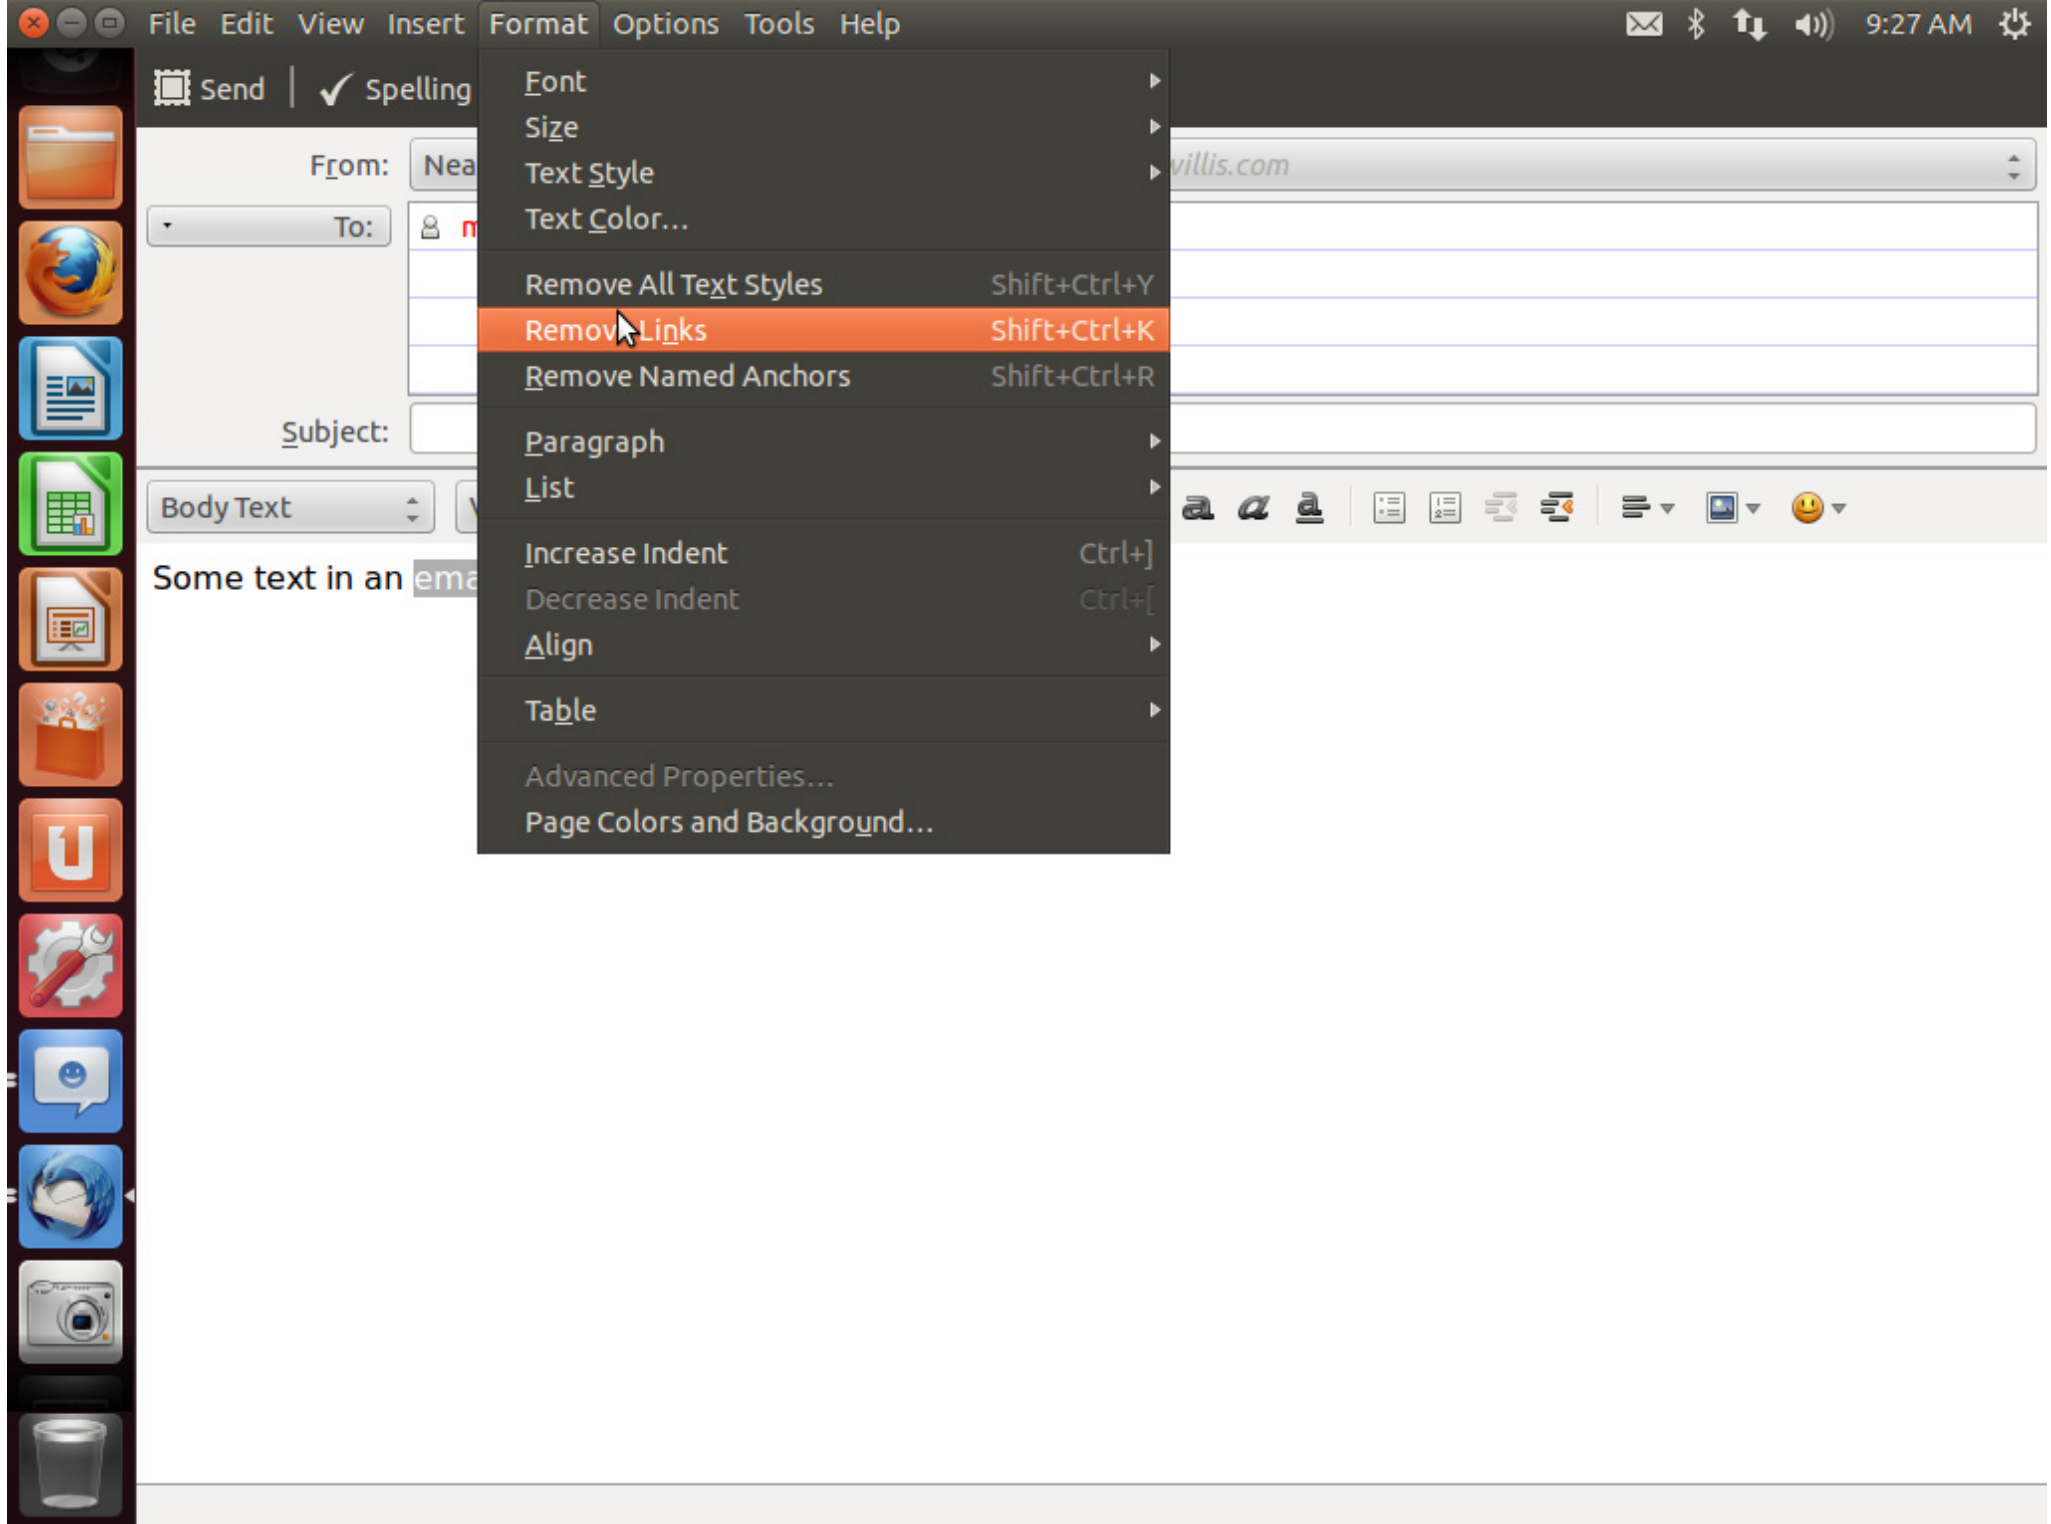 File Edit View Insert Format Options Tools Help 9:27 AM
Send Spelling
From: willis.com
To:
Subject:
Body Text
Some text in an
Font
Size
Text Style
Text Color...
Remove All Text Styles Shift+Ctrl+Y
Remove Links Shift+Ctrl+K
Remove Named Anchors Shift+Ctrl+R
Paragraph
List
Increase Indent Ctrl+]
Decrease Indent Ctrl+[
Align
Table
Advanced Properties...
Page Colors and Background...